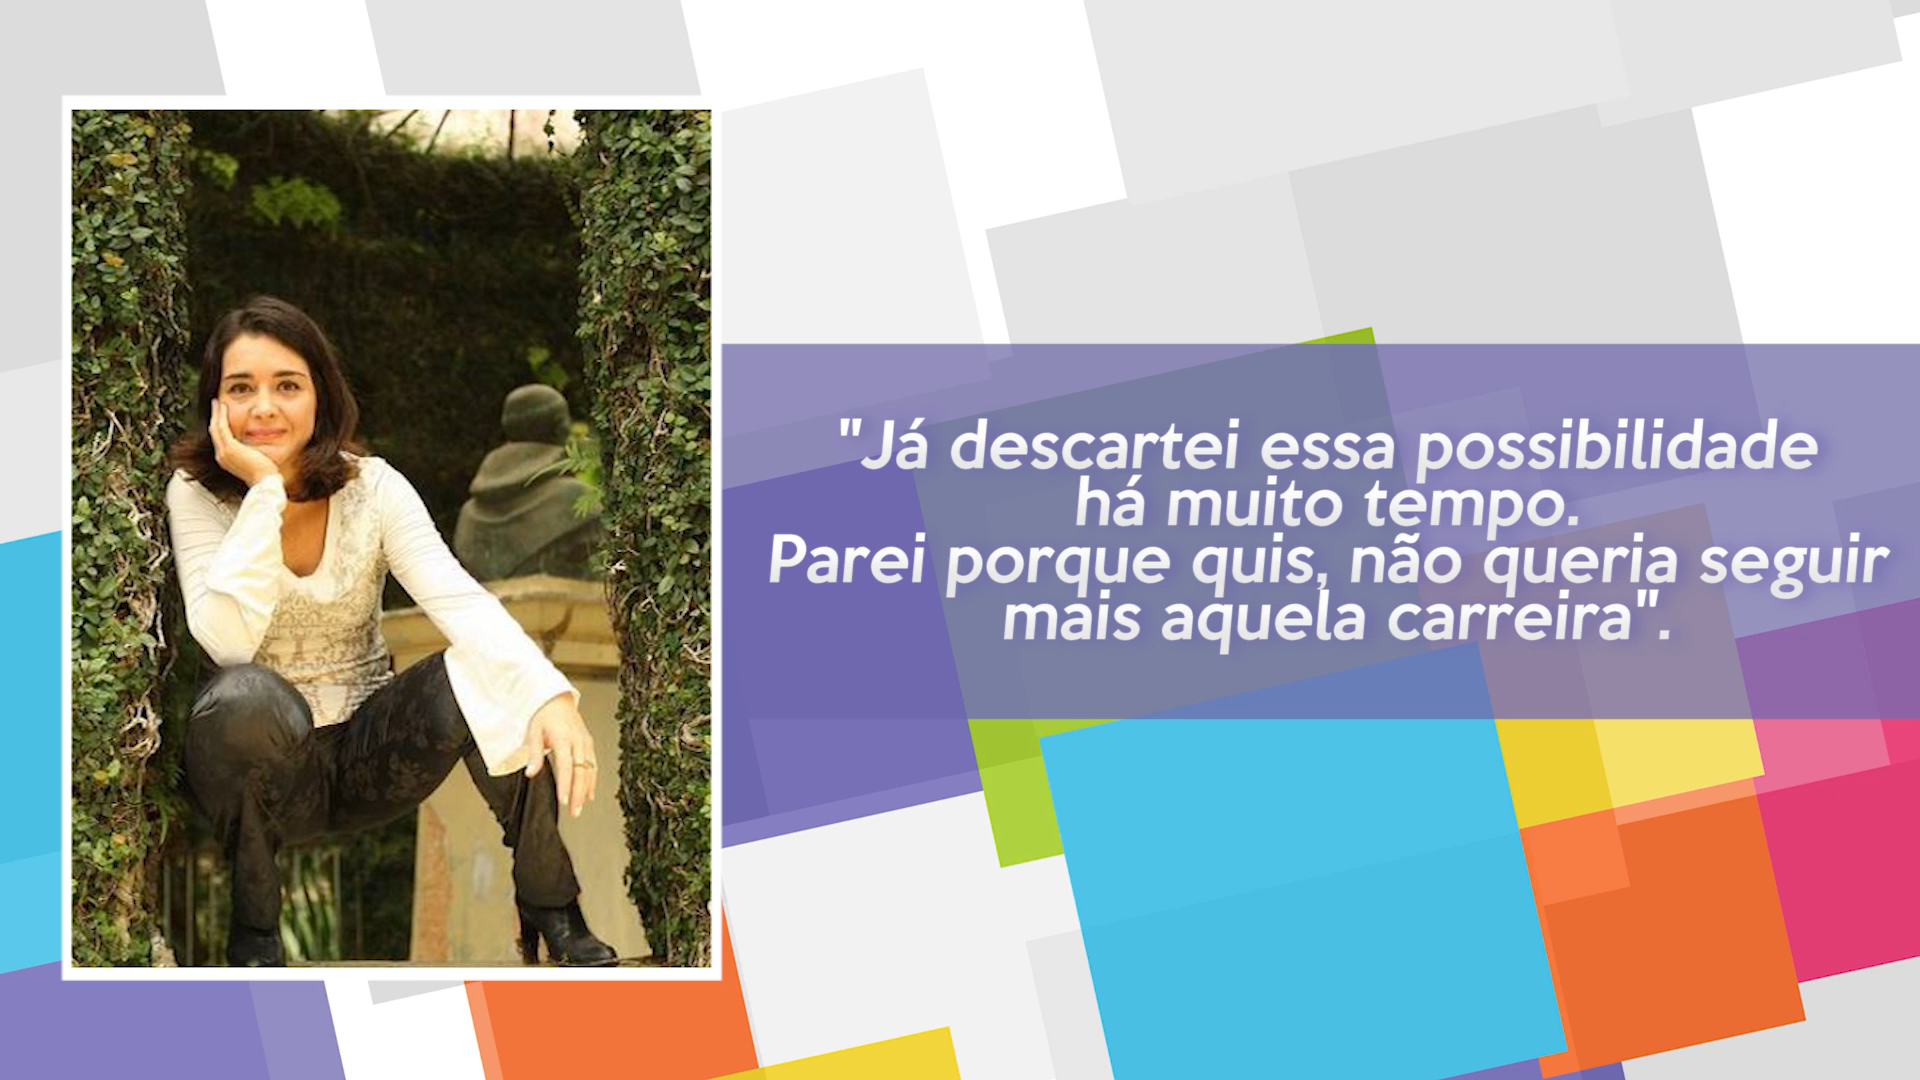 "Já descartei essa possibilidade
há muito tempo.
Parei porque quis, não queria seguir
mais aquela carreira".